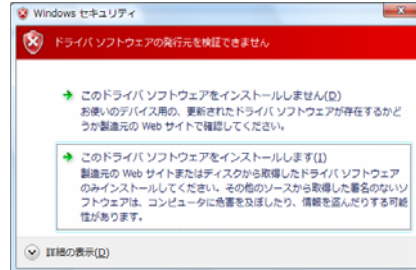 Windows セキュリティ
ドライバ ソフトウェアの発行元を検証できません
このドライバ ソフトウェアをインストールしません(D)
お使いのデバイス用の、更新されたドライバ ソフトウェアが存在するかど
うか製造元の Web サイトで確認してください。
このドライバ ソフトウェアをインストールします(I)
製造元の Web サイトまたはディスクから取得したドライバ ソフトウェア
のみインストールしてください。その他のソースから取得した署名のないソ
フトウェアは、コンピュータに危害を及ぼしたり、情報を盗んだりする可能
性があります。
詳細の表示(D)